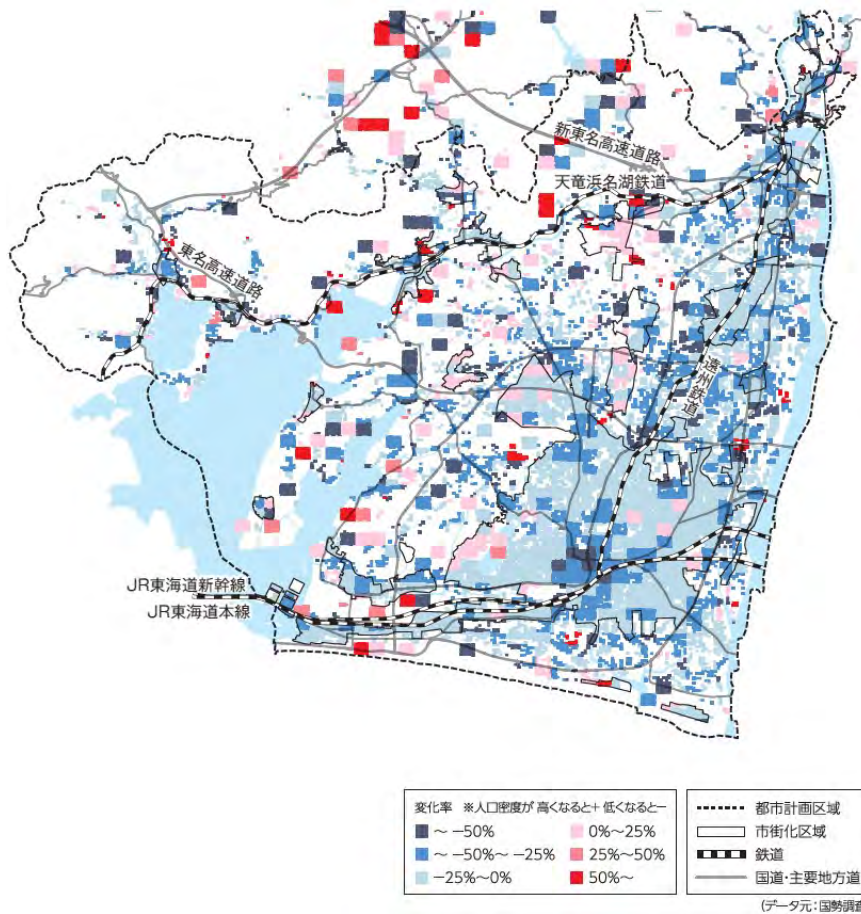 新東名高速道路
天竜浜名湖鉄道
東名高速道路
遠州鉄道
JR東海道新幹線
JR東海道本線
変化率 ※人口密度が 高くなると+ 低くなると−
~ −50%
~ −50%~ −25%
−25%~0%
0%~25%
25%~50%
50%~
都市計画区域
市街化区域
鉄道
国道・主要地方道
(データ元:国勢調査